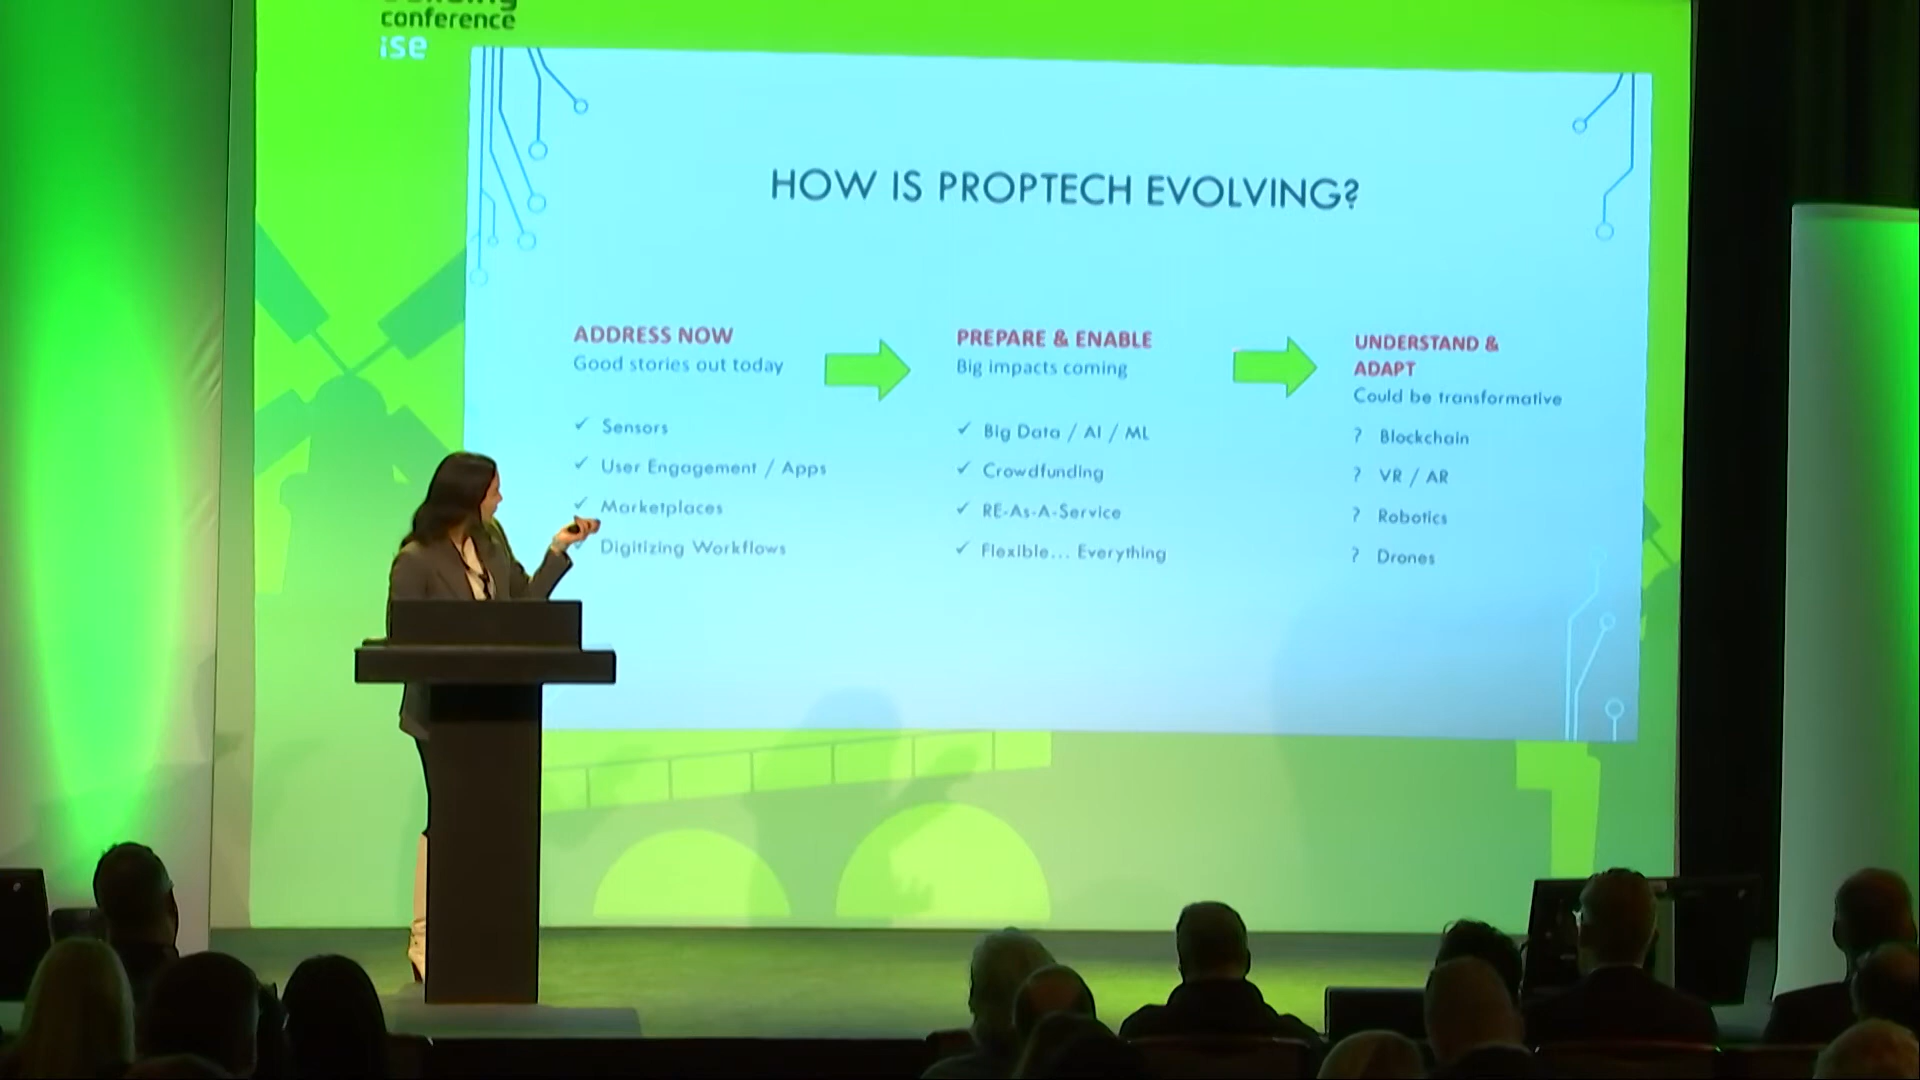 conference
ise
HOW IS PROPTECH EVOLVING?
ADDRESS NOW
Good stories out today
✓ Sensors
✓ User Engagement / Apps
✓ Marketplaces
✓ Digitizing Workflows
PREPARE & ENABLE
Big impacts coming
✓ Big Data / AI / ML
✓ Crowdfunding
✓ RE-As-A-Service
✓ Flexible... Everything
UNDERSTAND &
ADAPT
Could be transformative
? Blockchain
? VR / AR
? Robotics
? Drones